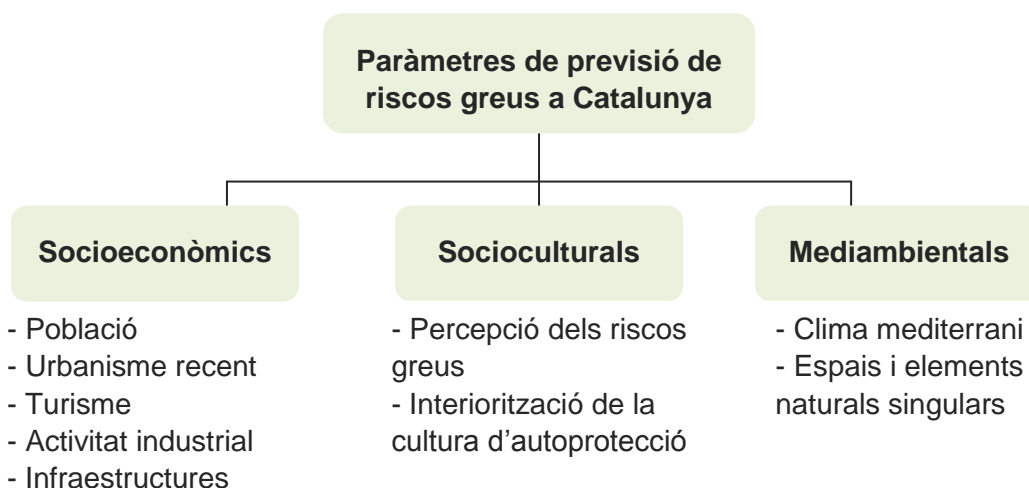 Paràmetres de previsió de
riscos greus a Catalunya
Socioeconòmics
- Població
- Urbanisme recent
- Turisme
- Activitat industrial
- Infraestructures
Socioculturals
- Percepció dels riscos
greus
- Interiorització de la
cultura d’autoprotecció
Mediambientals
- Clima mediterrani
- Espais i elements
naturals singulars